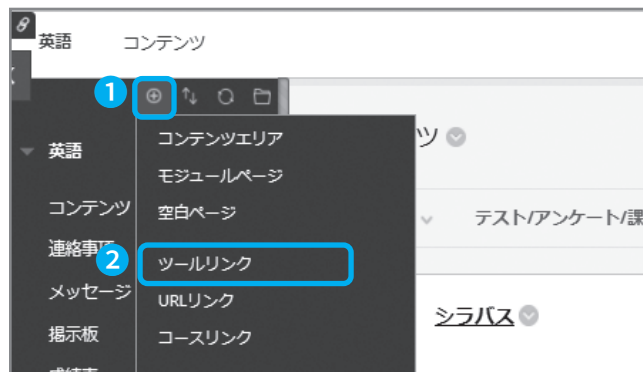 英語 コンテンツ
1
英語
コンテンツ
連絡事項
メッセージ
掲示板
コンテンツエリア
モジュールページ
空白ページ
2
ツールリンク
URLリンク
コースリンク
ツ
テスト/アンケート/課
シラバス